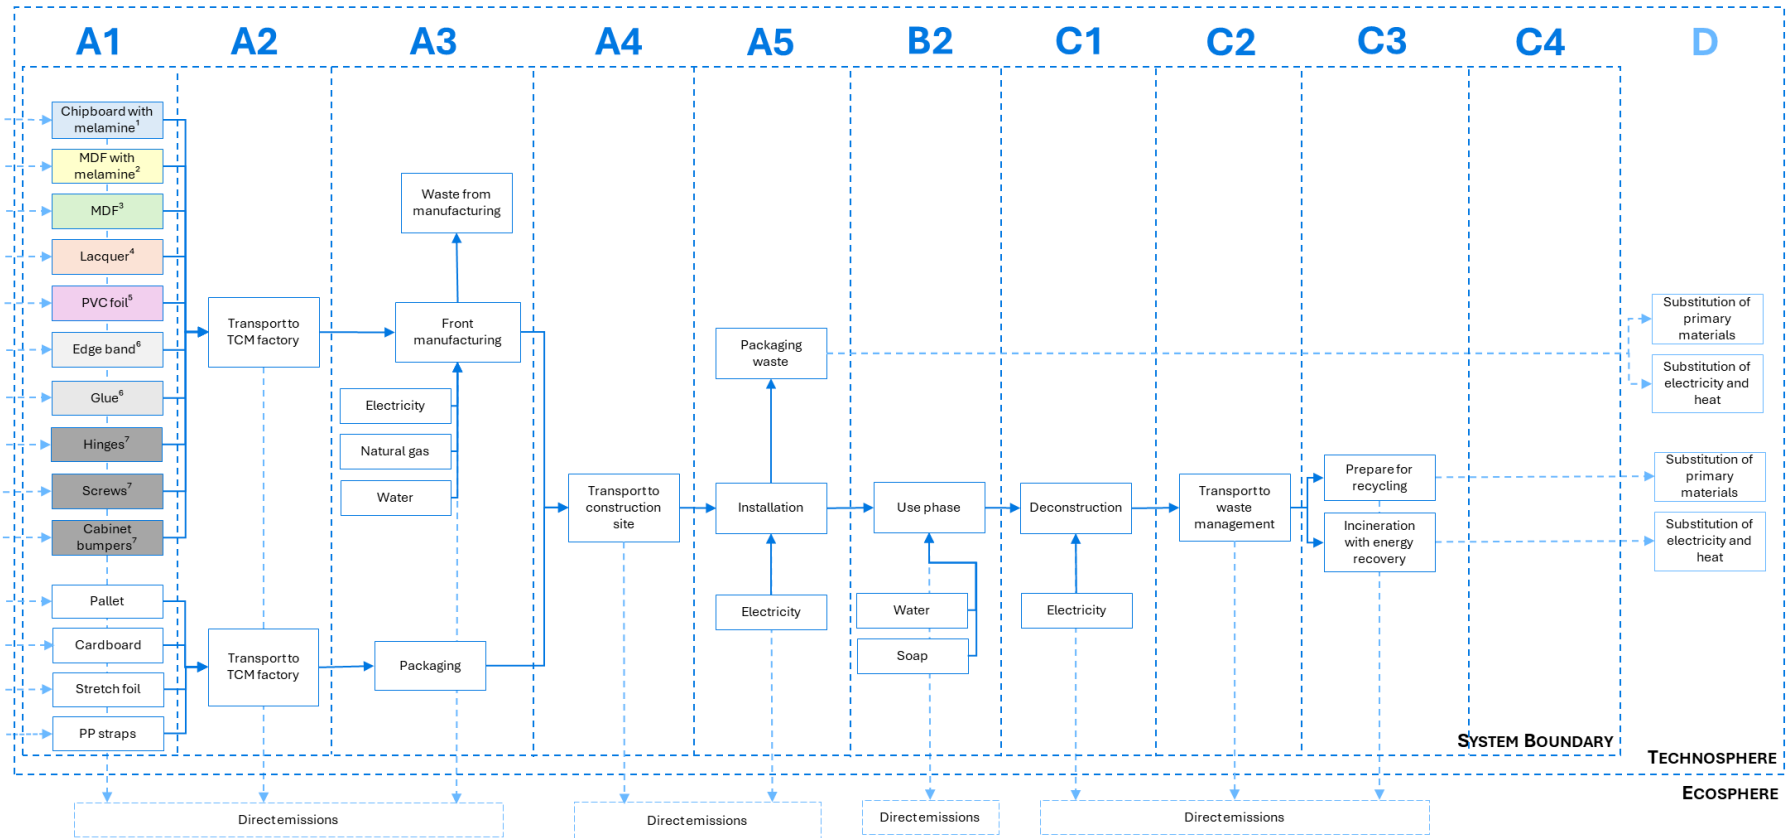 A1 A2 A3 A4 A5 B2 C1 C2 C3 C4 D
Chipboard with
melamine¹
MDF with
melamine²
MDF³
Lacquer⁴
PVC foil⁵
Edge band⁶
Glue⁶
Hinges⁷
Screws⁷
Cabinet
bumpers⁷
Pallet
Cardboard
Stretch foil
PP straps
Transport to
TCM factory
Transport to
TCM factory
Waste from
manufacturing
Front
manufacturing
Electricity
Natural gas
Water
Packaging
Transport to
construction
site
Packaging
waste
Installation
Electricity
Use phase
Water
Soap
Deconstruction
Electricity
Transport to
waste
management
Prepare for
recycling
Incineration
with energy
recovery
Substitution of
primary
materials
Substitution of
electricity and
heat
Substitution of
primary
materials
Substitution of
electricity and
heat
SYSTEM BOUNDARY
TECHNOSPHERE
ECOSPHERE
Direct emissions
Direct emissions
Direct emissions
Direct emissions